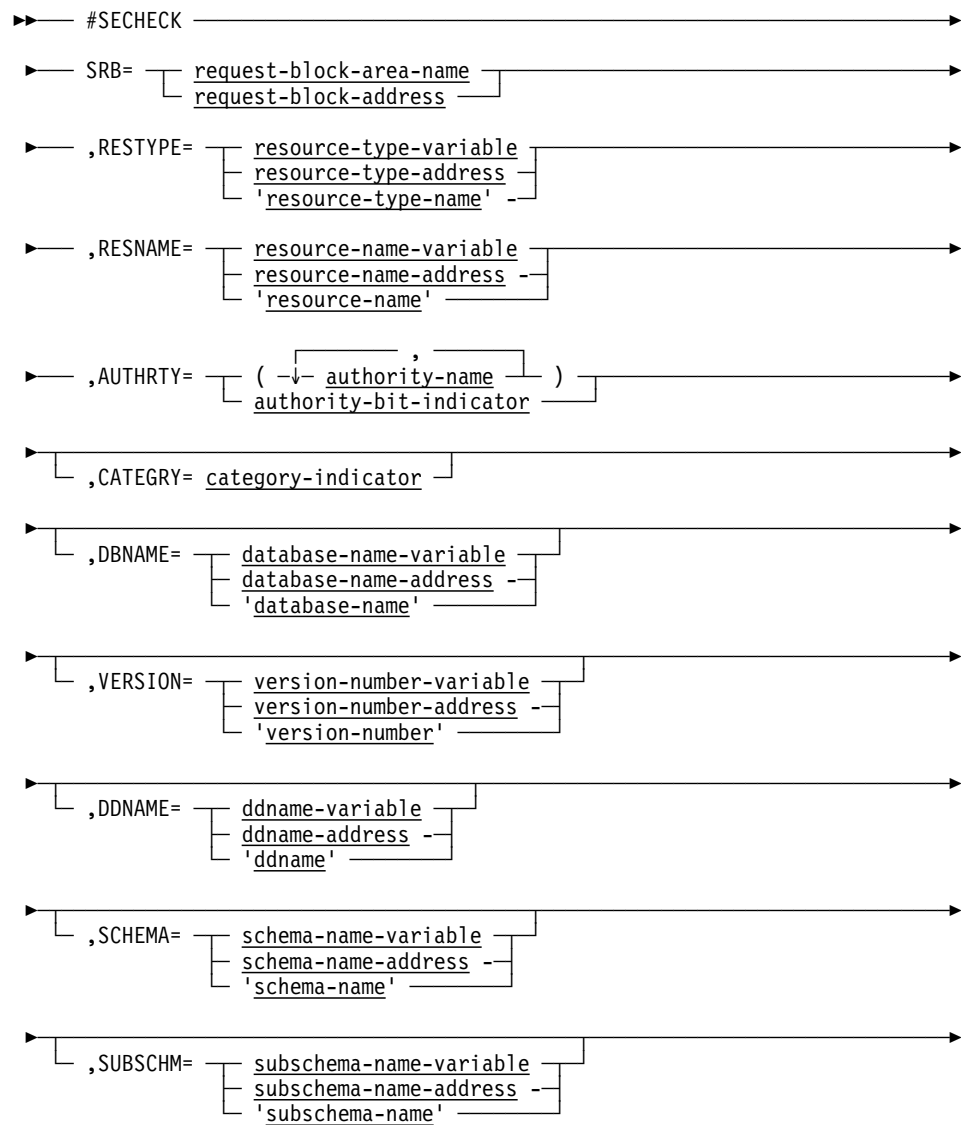 #SECHECK
SRB= request-block-area-name
request-block-address
,RESTYPE= resource-type-variable
resource-type-address
'resource-type-name' -
,RESNAME= resource-name-variable
resource-name-address -
'resource-name'
,
,AUTHRTY= ( authority-name )
authority-bit-indicator
,CATEGRY= category-indicator
,DBNAME= database-name-variable
database-name-address -
'database-name'
,VERSION= version-number-variable
version-number-address -
'version-number'
,DDNAME= ddname-variable
ddname-address -
'ddname'
,SCHEMA= schema-name-variable
schema-name-address -
'schema-name'
,SUBSCHM= subschema-name-variable
subschema-name-address -
'subschema-name'